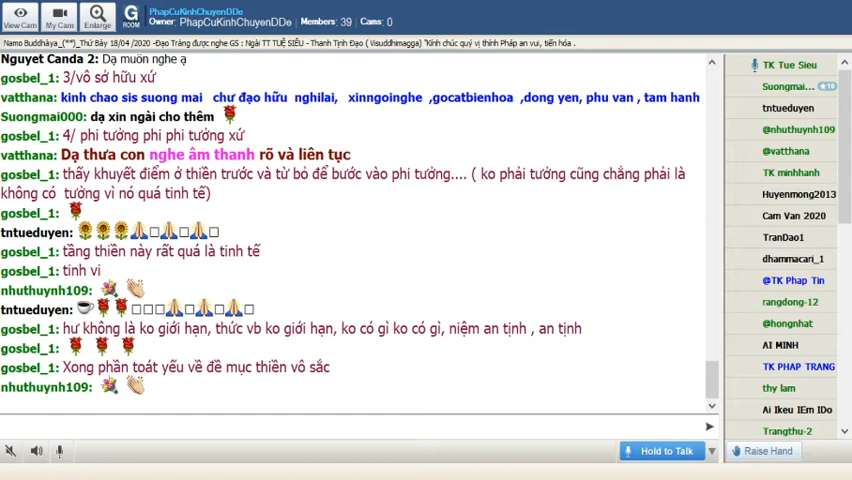 PhapCuKinhChuyenDDe
Owner: PhapCuKinhChuyenDDe Members: 39 Cams: 0
View Cam My Cam Enlarge G ROOM
Namo Buddhàya_(**)_Thứ Bảy 18/04 /2020 -Đạo Tràng được nghe GS : Ngài TT TUỆ SIÊU - Thanh Tịnh Đạo ( Visuddhimagga) "Kính chúc quý vị thính Pháp an vui, tiến hóa .
Nguyet Canda 2: Dạ muôn nghe ạ
gosbel_1: 3/vô sở hữu xứ
vatthana: kinh chao sis suong mai chư đạo hữu nghilai, xinngoinghe ,gocatbienhoa ,dong yen, phu van , tam hanh
Suongmai000: dạ xin ngài cho thêm
gosbel_1: 4/ phi tưởng phi phi tưởng xứ
vatthana: Dạ thưa con nghe âm thanh rõ và liên tục
gosbel_1: thấy khuyết điểm ở thiền trước và từ bỏ để bước vào phi tưởng.... ( ko phải tưởng cũng chẳng phải là
không có tưởng vì nó quá tinh tế)
gosbel_1:
tntueduyen:
gosbel_1: tầng thiền này rất quá là tinh tế
gosbel_1: tinh vi
nhuthuynh109:
tntueduyen:
gosbel_1: hư không là ko giới hạn, thức vb ko giới hạn, ko có gì ko có gì, niệm an tịnh , an tịnh
gosbel_1:
gosbel_1: Xong phần toát yếu về đề mục thiền vô sắc
nhuthuynh109:
Hold to Talk
TK Tue Sieu
Suongmai... 10
tntueduyen
@nhuthuynh109
@vatthana
TK minhhanh
Huyenmong2013
Cam Van 2020
TranDao1
dhammacari_1
@TK Phap Tin
rangdong-12
@hongnhat
AI MINH
TK PHAP TRANG
thy lam
Ai Ikeu IEm IDo
Trangthu-2
Raise Hand